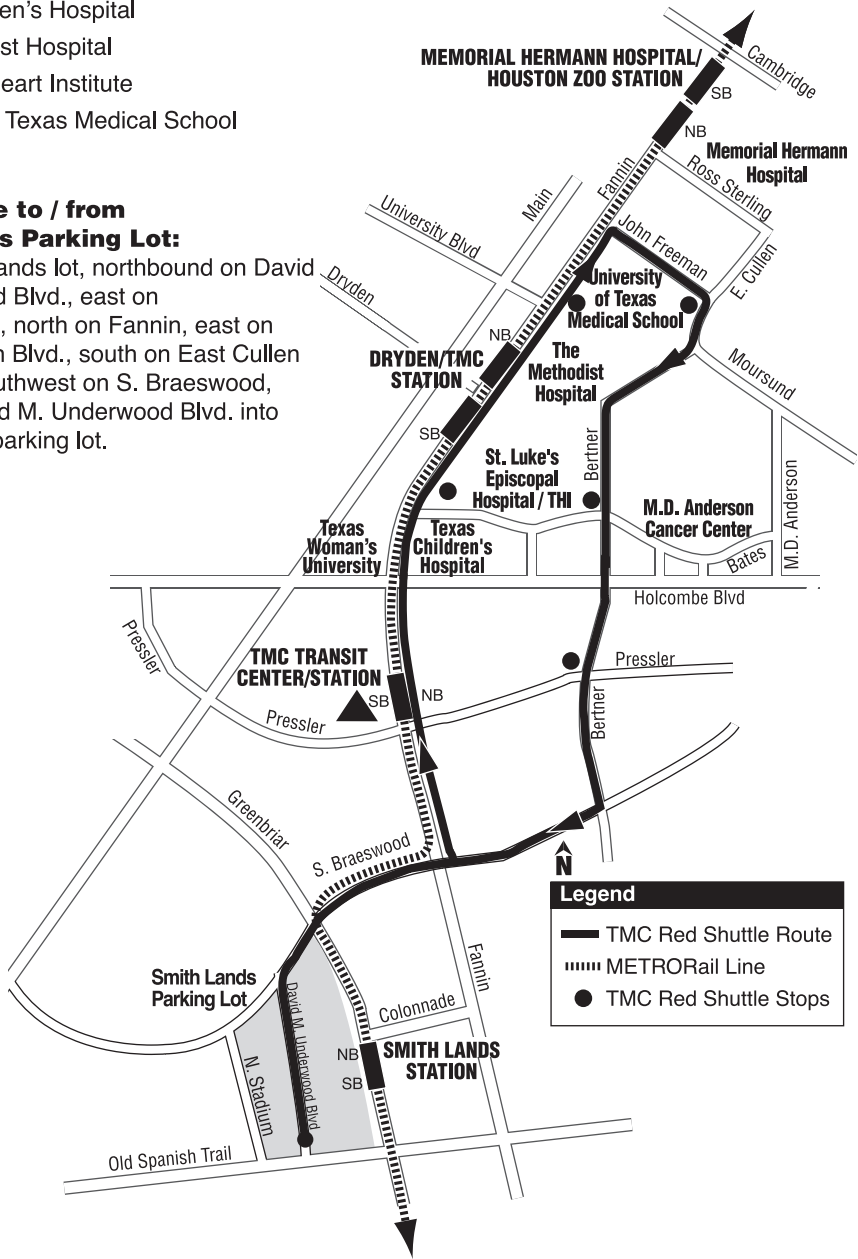 en's Hospital
st Hospital
eart Institute
Texas Medical School
e to / from
s Parking Lot:
ands lot, northbound on David
d Blvd., east on
, north on Fannin, east on
n Blvd., south on East Cullen
uthwest on S. Braeswood,
d M. Underwood Blvd. into
parking lot.
MEMORIAL HERMANN HOSPITAL/
HOUSTON ZOO STATION
Cambridge
SB
NB
Memorial Hermann
Hospital
Fannin
Ross Sterling
Main
University Blvd
John Freeman
E. Cullen
Dryden
University
of Texas
Medical School
NB
DRYDEN/TMC
STATION
The
Methodist
Hospital
Moursund
SB
St. Luke's
Episcopal
Hospital / THI
Bertner
M.D. Anderson
Cancer Center
M.D. Anderson
Texas
Woman's
University
Texas
Children's
Hospital
Bates
Holcombe Blvd
Pressler
TMC TRANSIT
CENTER/STATION
SB
NB
Pressler
Pressler
Bertner
Greenbriar
S. Braeswood
N
Legend
TMC Red Shuttle Route
METRORail Line
TMC Red Shuttle Stops
Fannin
Smith Lands
Parking Lot
David M. Underwood Blvd
Colonnade
N. Stadium
NB
SB
SMITH LANDS
STATION
Old Spanish Trail